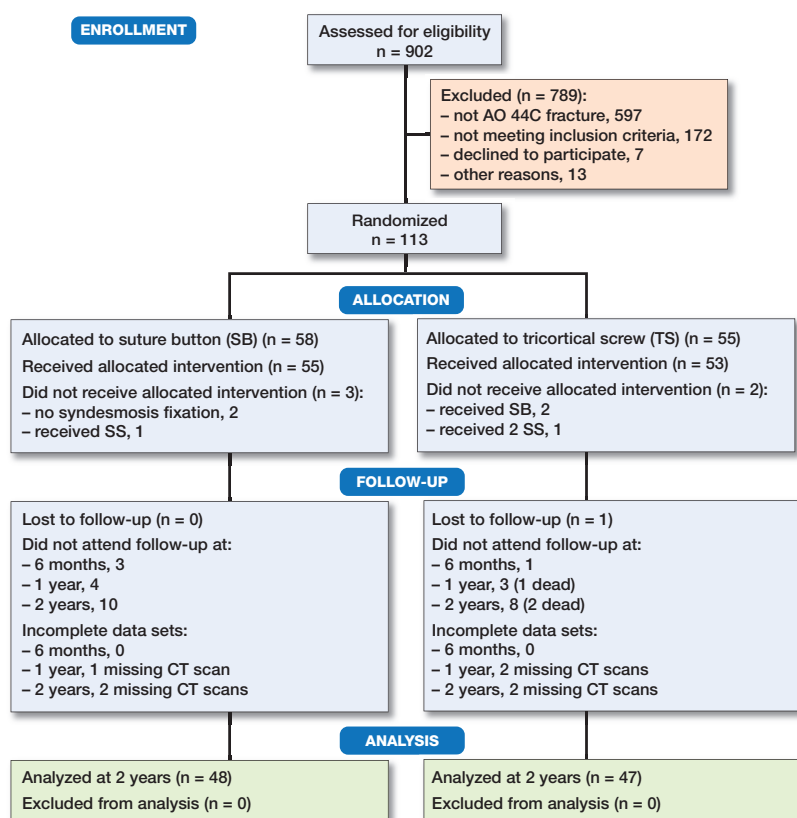 ENROLLMENT
Assessed for eligibility
n = 902
Excluded (n = 789):
– not AO 44C fracture, 597
– not meeting inclusion criteria, 172
– declined to participate, 7
– other reasons, 13
Randomized
n = 113
ALLOCATION
Allocated to suture button (SB) (n = 58)
Received allocated intervention (n = 55)
Did not receive allocated intervention (n = 3):
– no syndesmosis fixation, 2
– received SS, 1
Allocated to tricortical screw (TS) (n = 55)
Received allocated intervention (n = 53)
Did not receive allocated intervention (n = 2):
– received SB, 2
– received 2 SS, 1
FOLLOW-UP
Lost to follow-up (n = 0)
Did not attend follow-up at:
– 6 months, 3
– 1 year, 4
– 2 years, 10
Incomplete data sets:
– 6 months, 0
– 1 year, 1 missing CT scan
– 2 years, 2 missing CT scans
Lost to follow-up (n = 1)
Did not attend follow-up at:
– 6 months, 1
– 1 year, 3 (1 dead)
– 2 years, 8 (2 dead)
Incomplete data sets:
– 6 months, 0
– 1 year, 2 missing CT scans
– 2 years, 2 missing CT scans
ANALYSIS
Analyzed at 2 years (n = 48)
Excluded from analysis (n = 0)
Analyzed at 2 years (n = 47)
Excluded from analysis (n = 0)